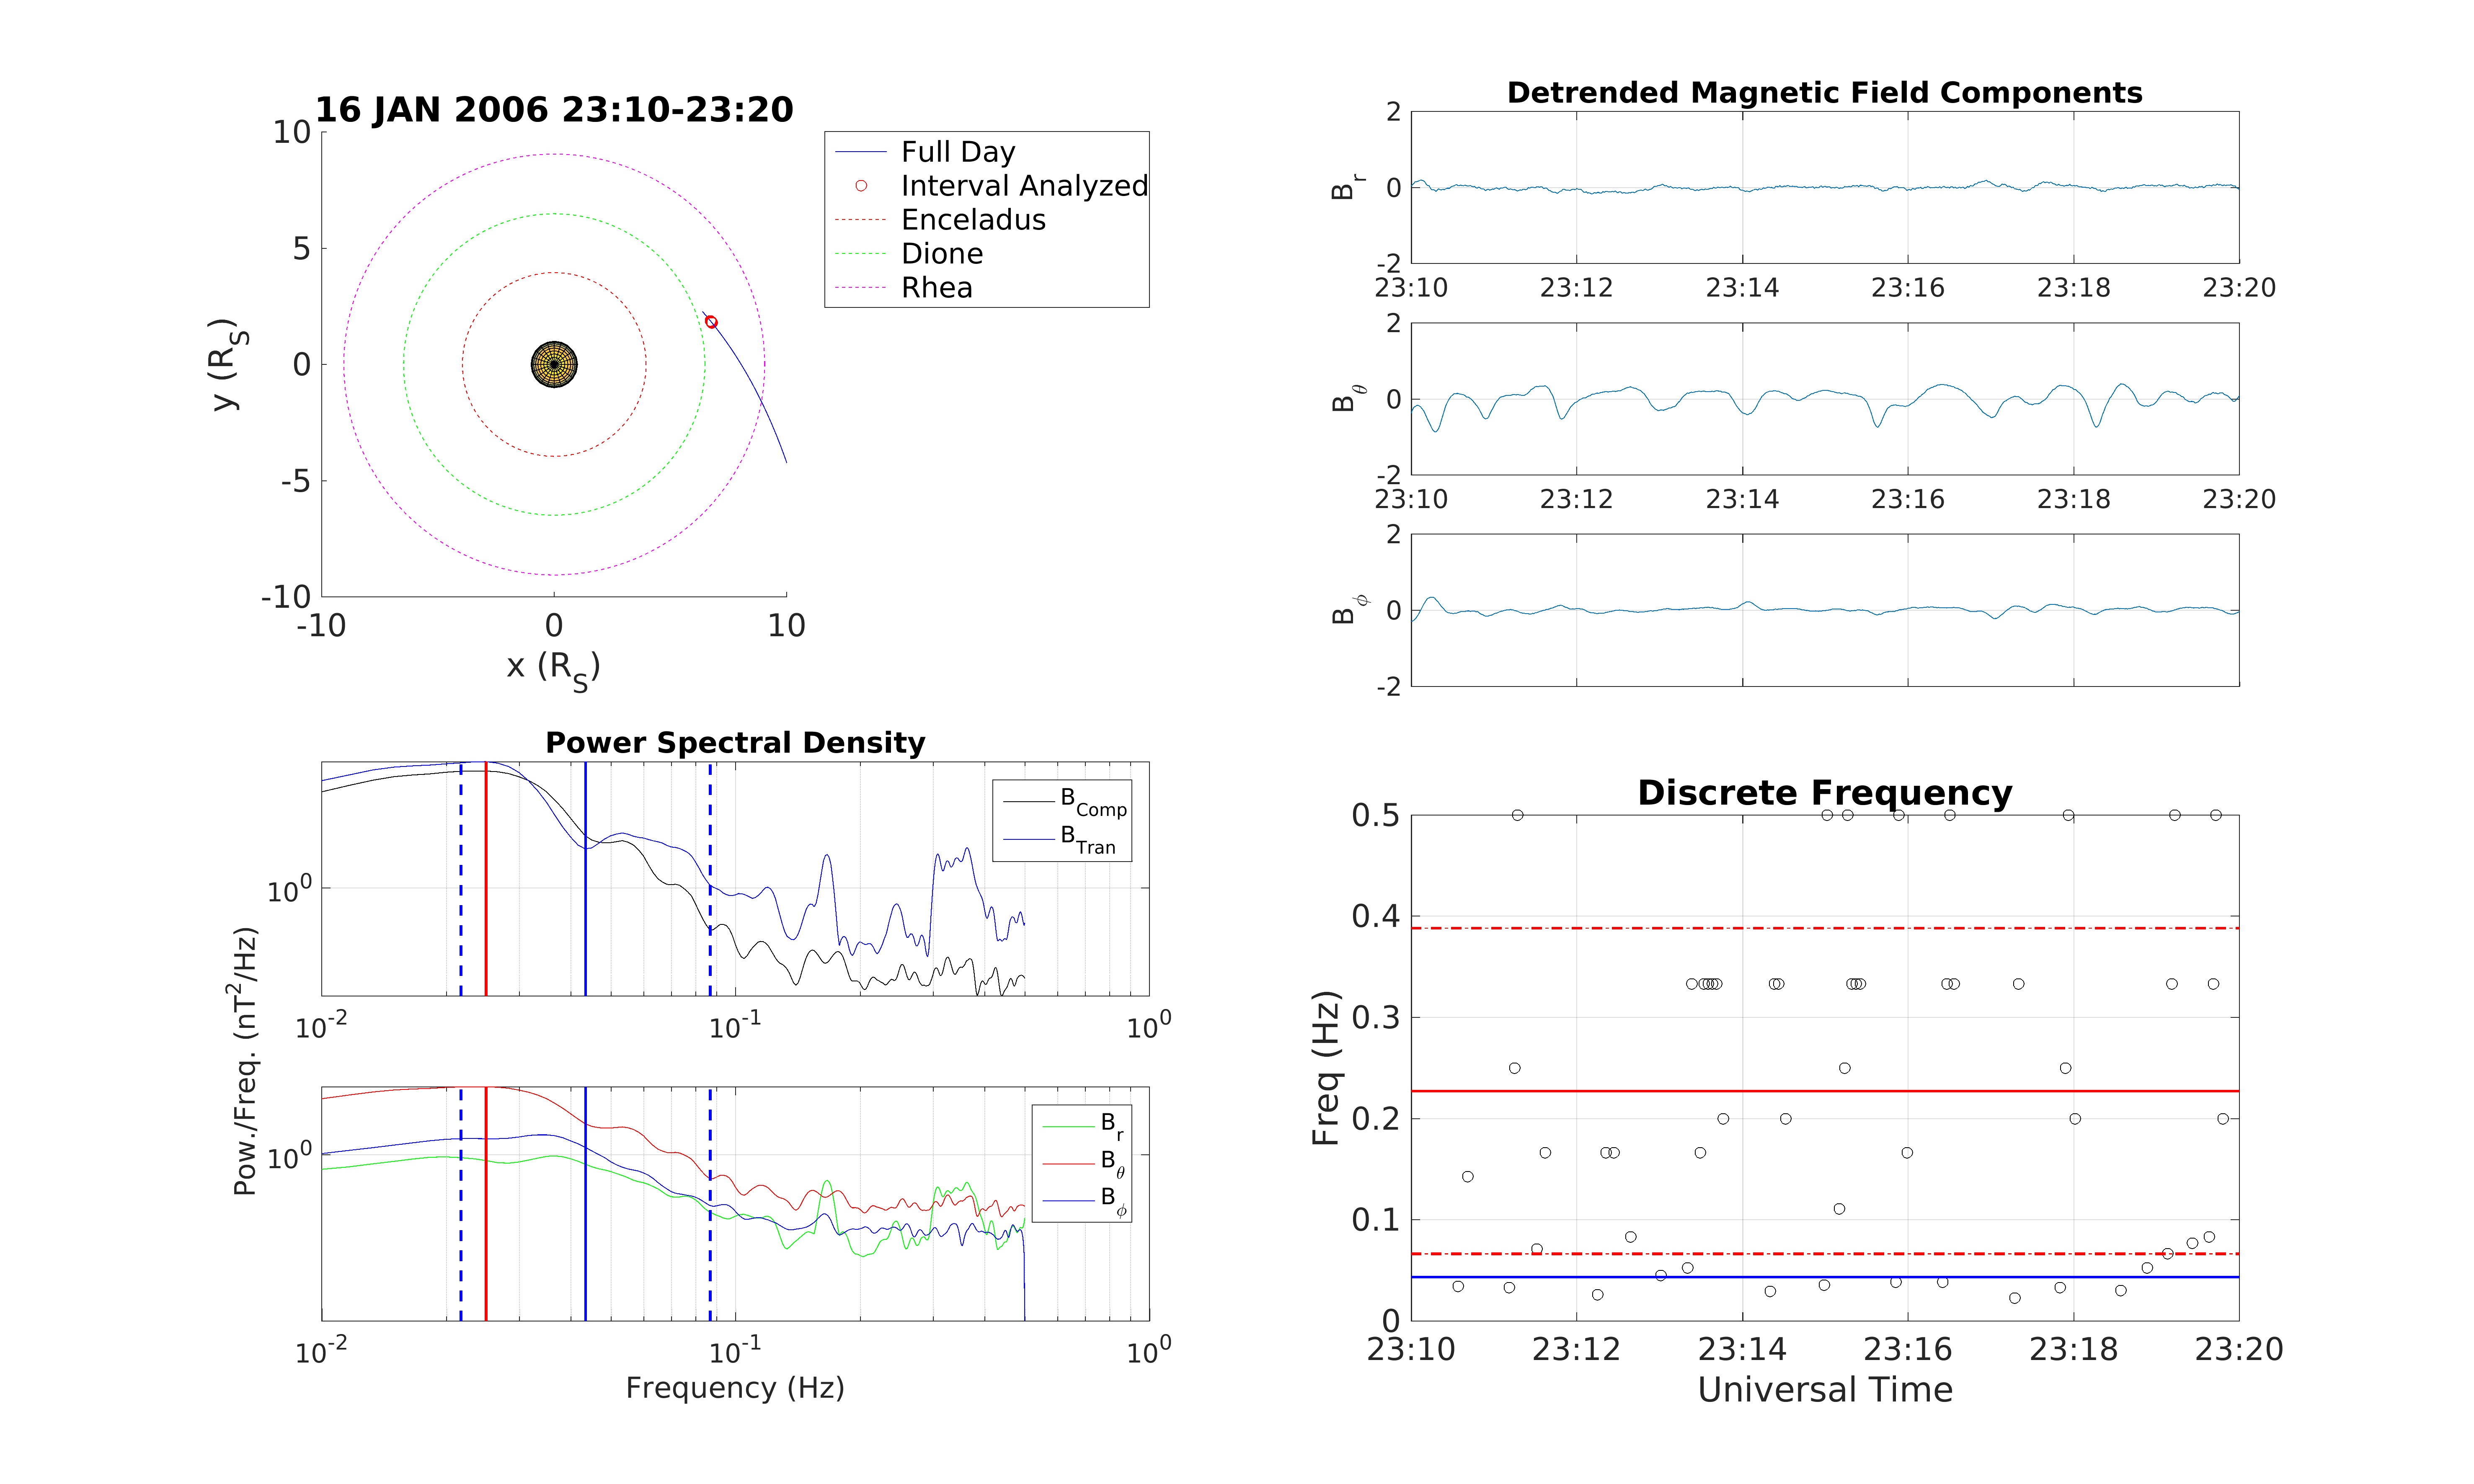 16 JAN 2006 23:10-23:20
10
5
0
-5
-10
-10
0
10
y (R_S)
x (R_S)
Full Day
Interval Analyzed
Enceladus
Dione
Rhea
Detrended Magnetic Field Components
2
0
-2
B_r
23:10
23:12
23:14
23:16
23:18
23:20
2
0
-2
B_θ
23:10
23:12
23:14
23:16
23:18
23:20
2
0
-2
B_ϕ
Power Spectral Density
10^0
B_Comp
B_Tran
10^-2
10^-1
10^0
Pow./Freq. (nT^2/Hz)
10^0
B_r
B_θ
B_ϕ
10^-2
10^-1
10^0
Frequency (Hz)
Discrete Frequency
0.5
0.4
0.3
0.2
0.1
0
Freq (Hz)
23:10
23:12
23:14
23:16
23:18
23:20
Universal Time